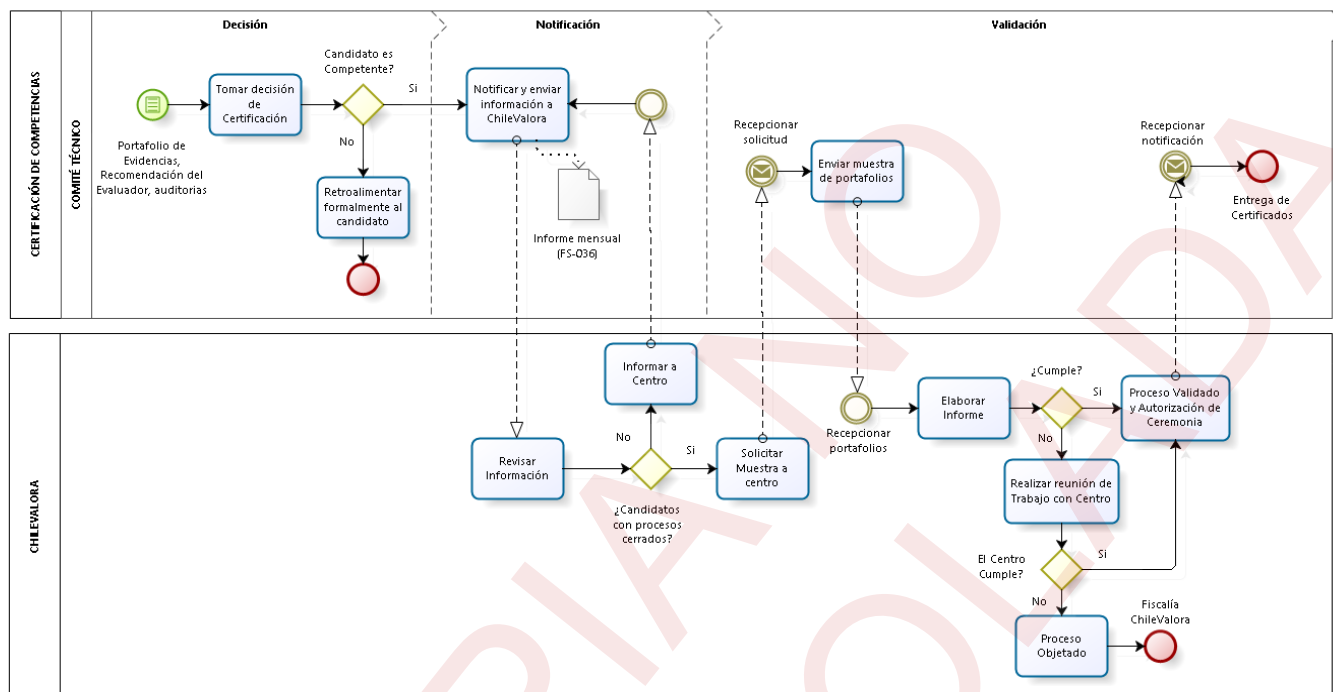 Decisión
Notificación
Validación
CERTIFICACIÓN DE COMPETENCIAS
COMITÉ TÉCNICO
Candidato es
Competente?
Tomar decisión
de
Certificación
Si
No
Portafolio de
Evidencias,
Recomendación del
Evaluador, auditorias
Retroalimentar
formalmente al
candidato
Notificar y enviar
información a
ChileValora
Informe mensual
(FS-036)
Recepcionar
solicitud
Enviar muestra
de portafolios
Recepcionar
notificación
Entrega de
Certificados
CHILEVALORA
Informar a
Centro
No
Si
Revisar
Información
¿Candidatos
con procesos
cerrados?
Solicitar
Muestra a
centro
Recepcionar
portafolios
Elaborar
Informe
¿Cumple?
Si
No
Proceso Validado
y Autorización de
Ceremonia
Realizar reunión de
Trabajo con Centro
El Centro
Cumple?
Si
No
Proceso
Objetado
Fiscalía
ChileValora